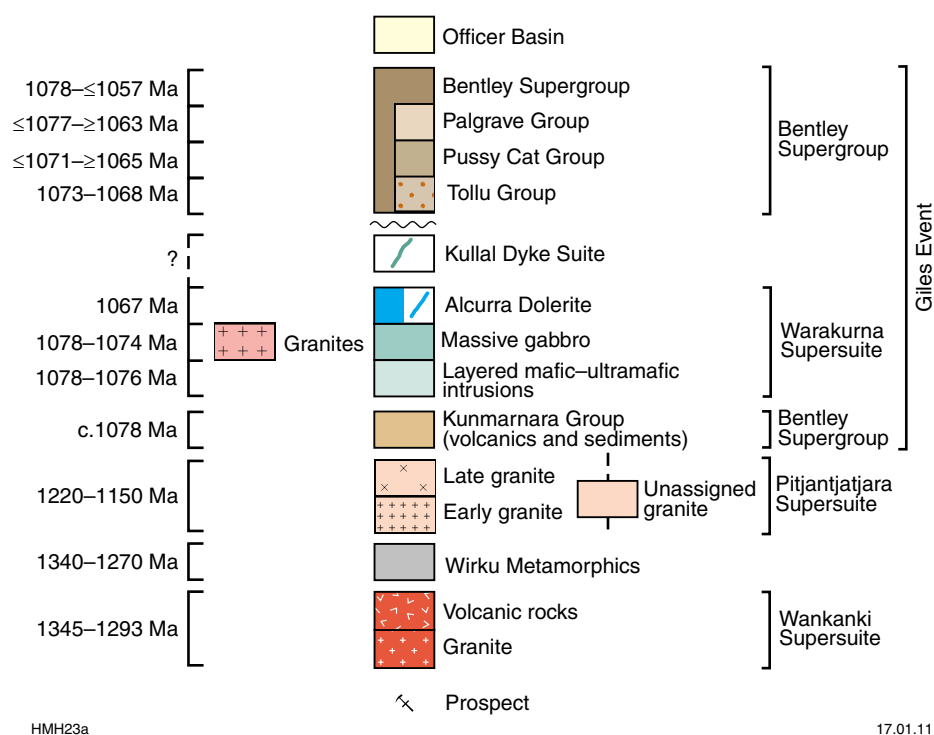 Officer Basin
1078–≤1057 Ma
Bentley Supergroup
≤1077–≥1063 Ma
Palgrave Group
≤1071–≥1065 Ma
Pussy Cat Group
1073–1068 Ma
Tollu Group
Bentley
Supergroup
?
Kullal Dyke Suite
Giles Event
1067 Ma
Alcurra Dolerite
1078–1074 Ma
Granites
Massive gabbro
1078–1076 Ma
Layered mafic–ultramafic
intrusions
Warakurna
Supersuite
c.1078 Ma
Kunmarnara Group
(volcanics and sediments)
Bentley
Supergroup
1220–1150 Ma
Late granite
Early granite
Unassigned
granite
Pitjantjatjara
Supersuite
1340–1270 Ma
Wirku Metamorphics
1345–1293 Ma
Volcanic rocks
Granite
Wankanki
Supersuite
Prospect
HMH23a
17.01.11